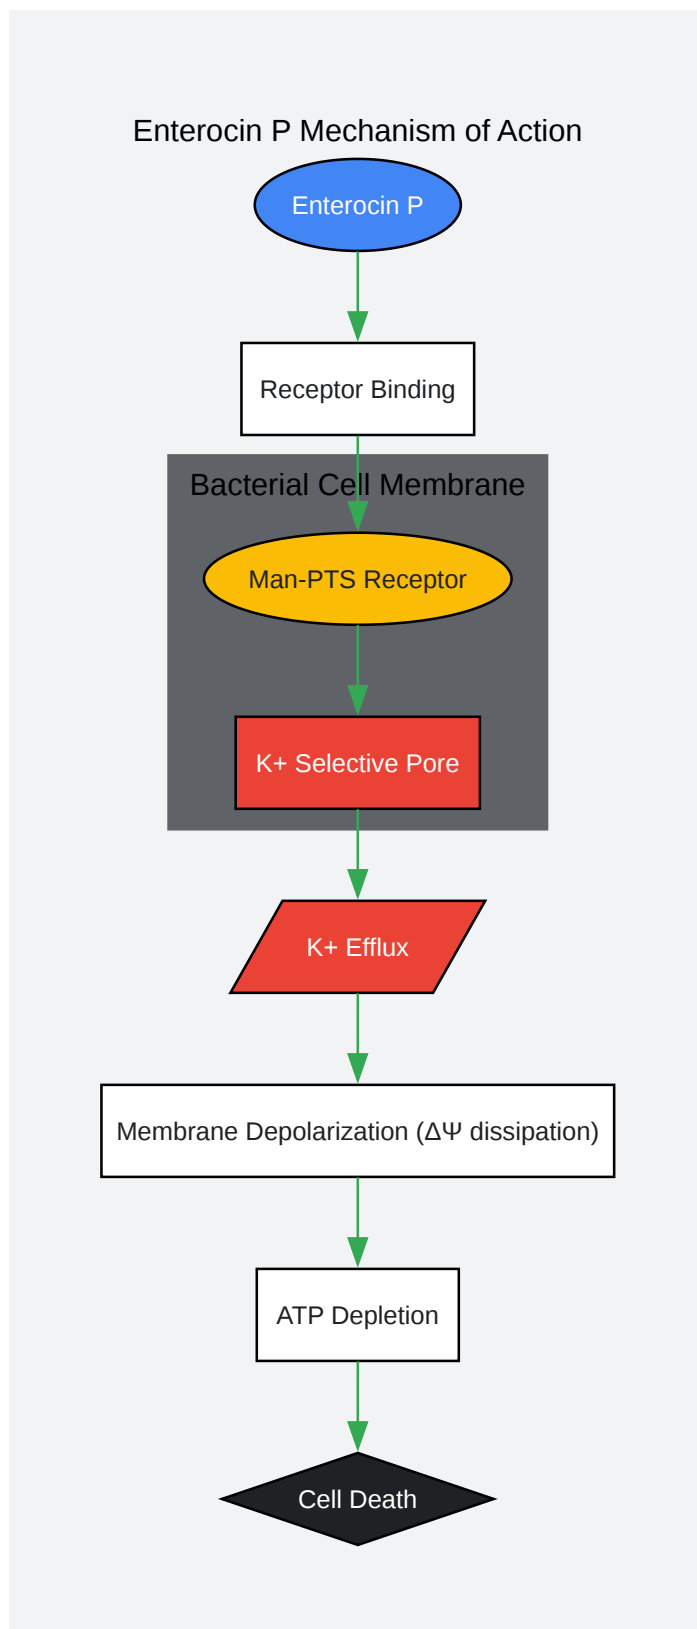 Enterocin P Mechanism of Action
Enterocin P
Receptor Binding
Bacterial Cell Membrane
Man-PTS Receptor
K+ Selective Pore
K+ Efflux
Membrane Depolarization (ΔΨ dissipation)
ATP Depletion
Cell Death